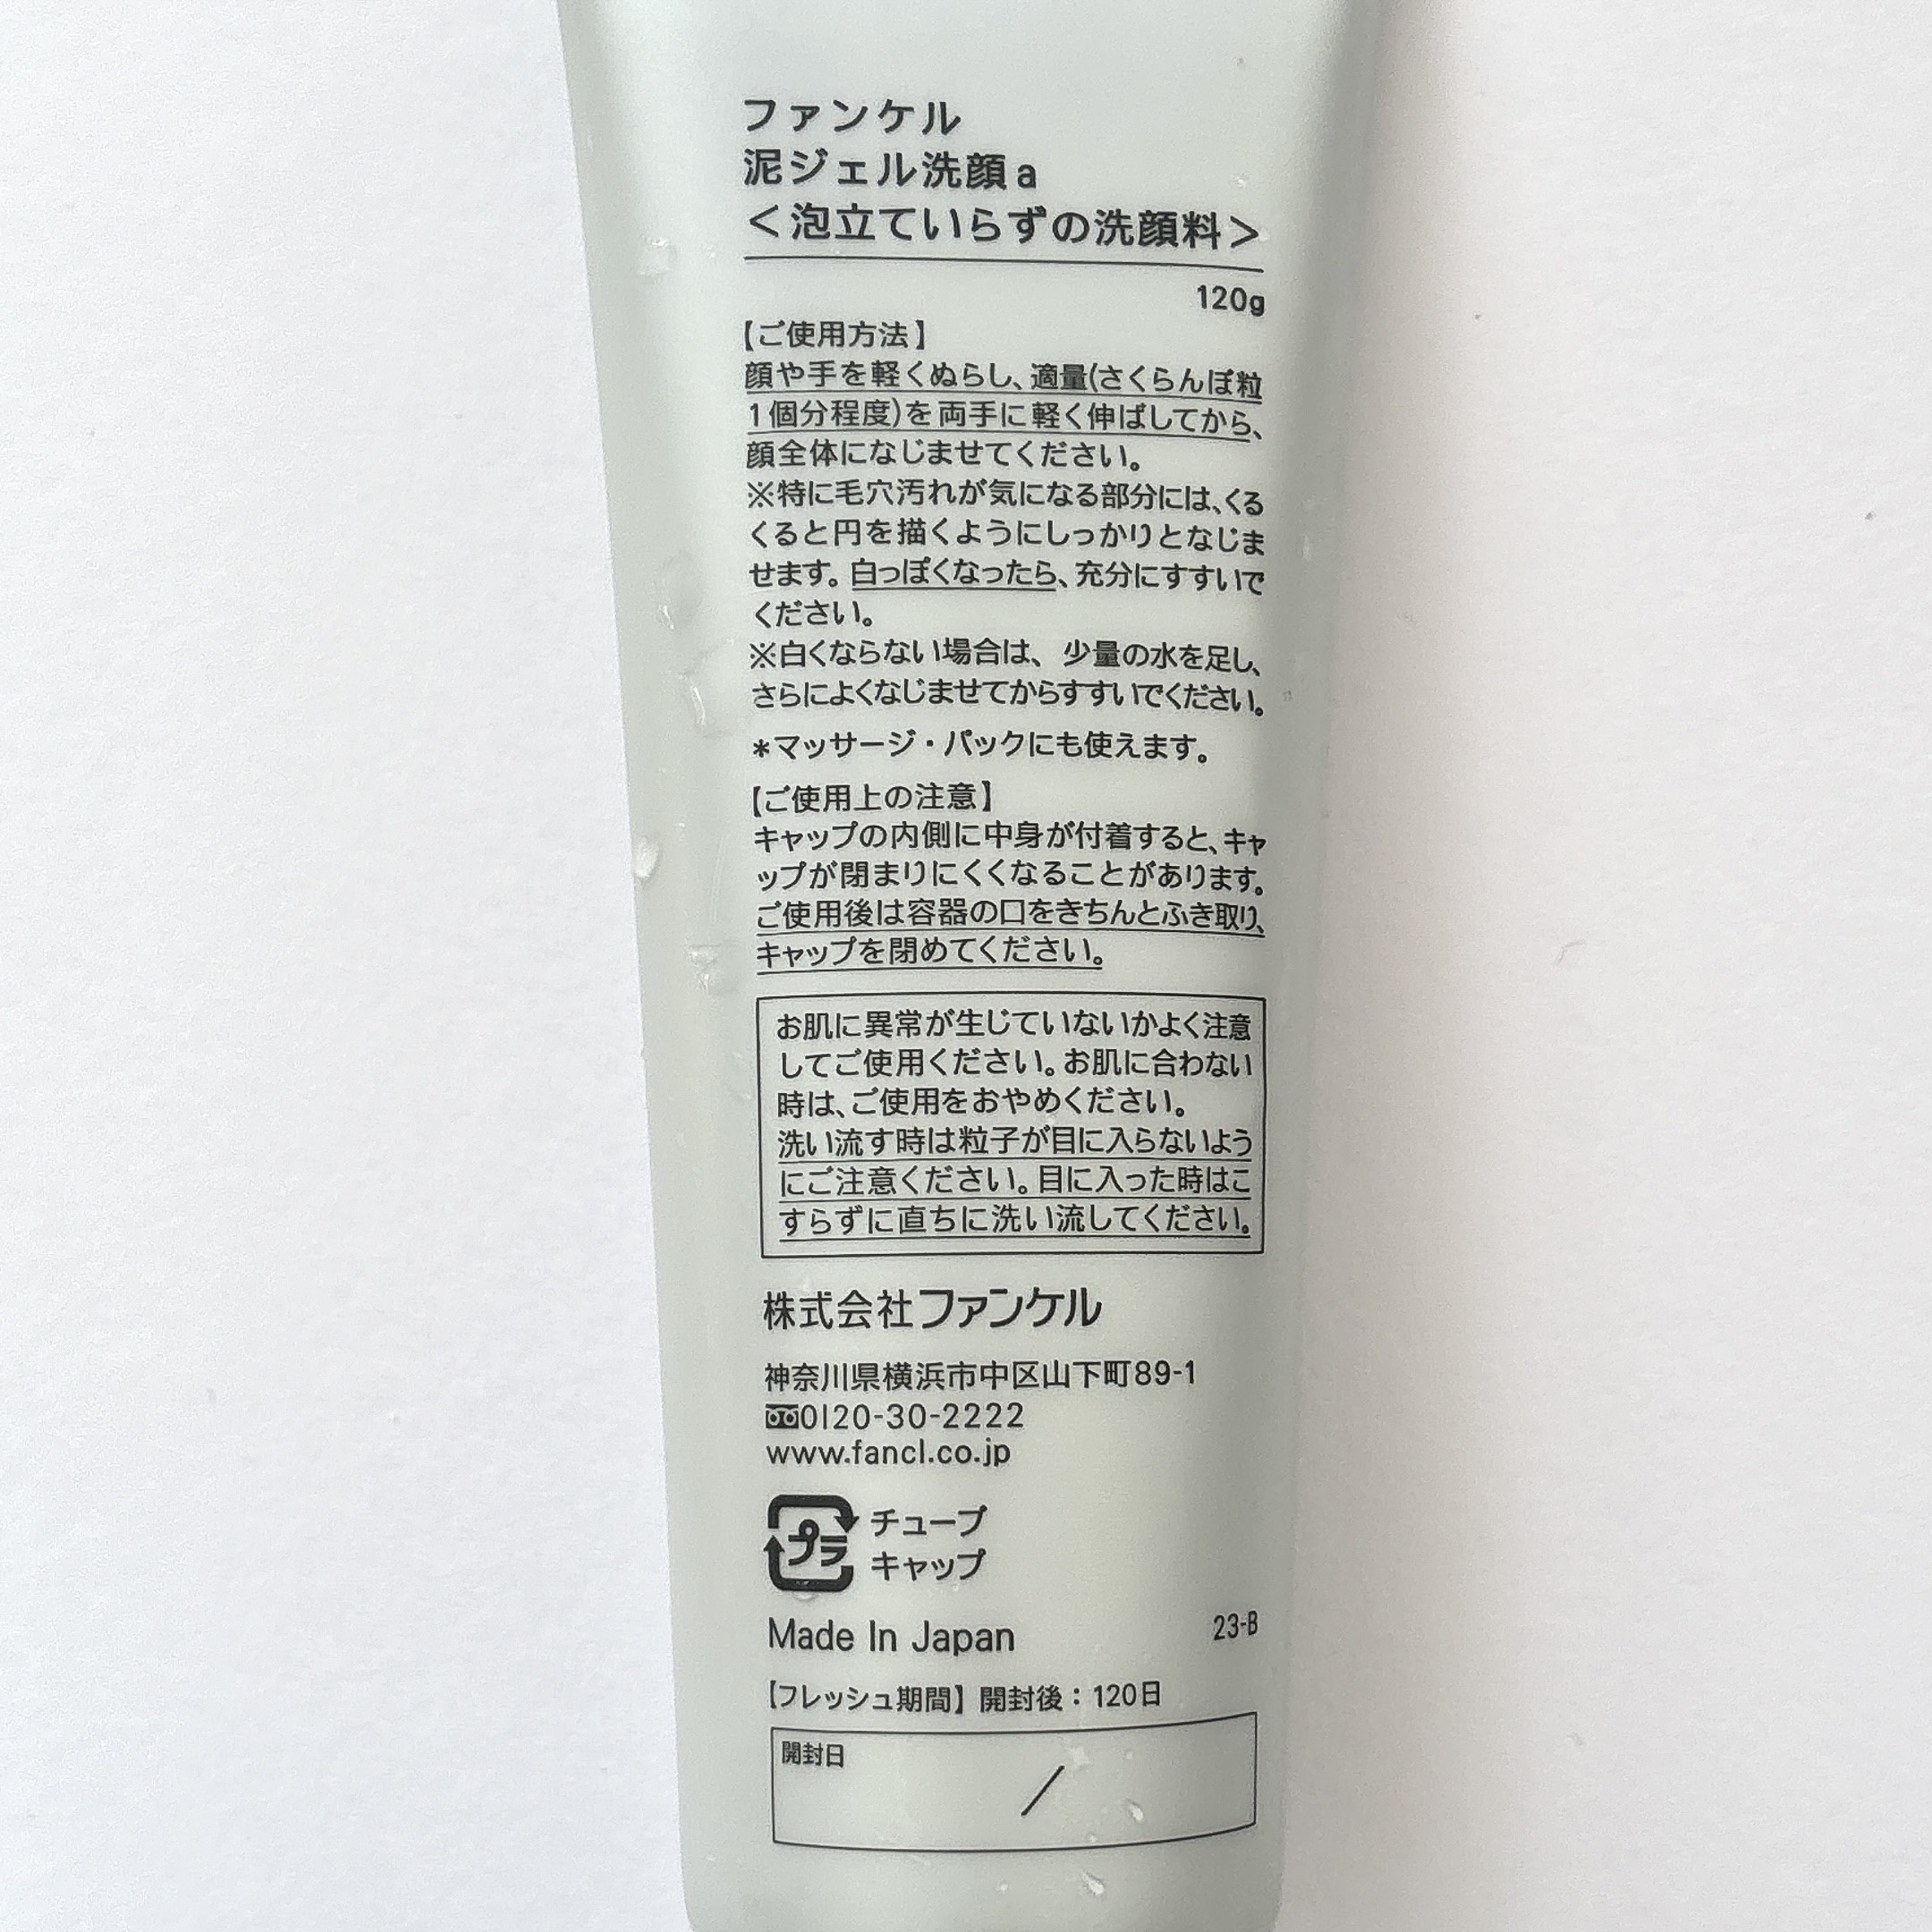 ファンケル
泥ジェル洗顔a
＜泡立ていらずの洗顔料＞
120g
【ご使用方法】
顔や手を軽くぬらし、適量(さくらんぼ粒
1個分程度)を両手に軽く伸ばしてから、
顔全体になじませてください。
※特に毛穴汚れが気になる部分には、くる
くると円を描くようにしっかりとなじま
せます。白っぽくなったら、充分にすすいで
ください。
※白くならない場合は、少量の水を足し、
さらによくなじませてからすすいでください。
*マッサージ・パックにも使えます。
【ご使用上の注意】
キャップの内側に中身が付着すると、キャ
ップが閉まりにくくなることがあります。
ご使用後は容器の口をきちんとふき取り、
キャップを閉めてください。
お肌に異常が生じていないかよく注意
してご使用ください。お肌に合わない
時は、ご使用をおやめください。
洗い流す時は粒子が目に入らないよう
にご注意ください。目に入った時はこ
すらずに直ちに洗い流してください。
株式会社ファンケル
神奈川県横浜市中区山下町89-1
0120-30-2222
www.fancl.co.jp
プラ
チューブ
キャップ
Made In Japan
23-B
【フレッシュ期間】開封後：120日
開封日
／